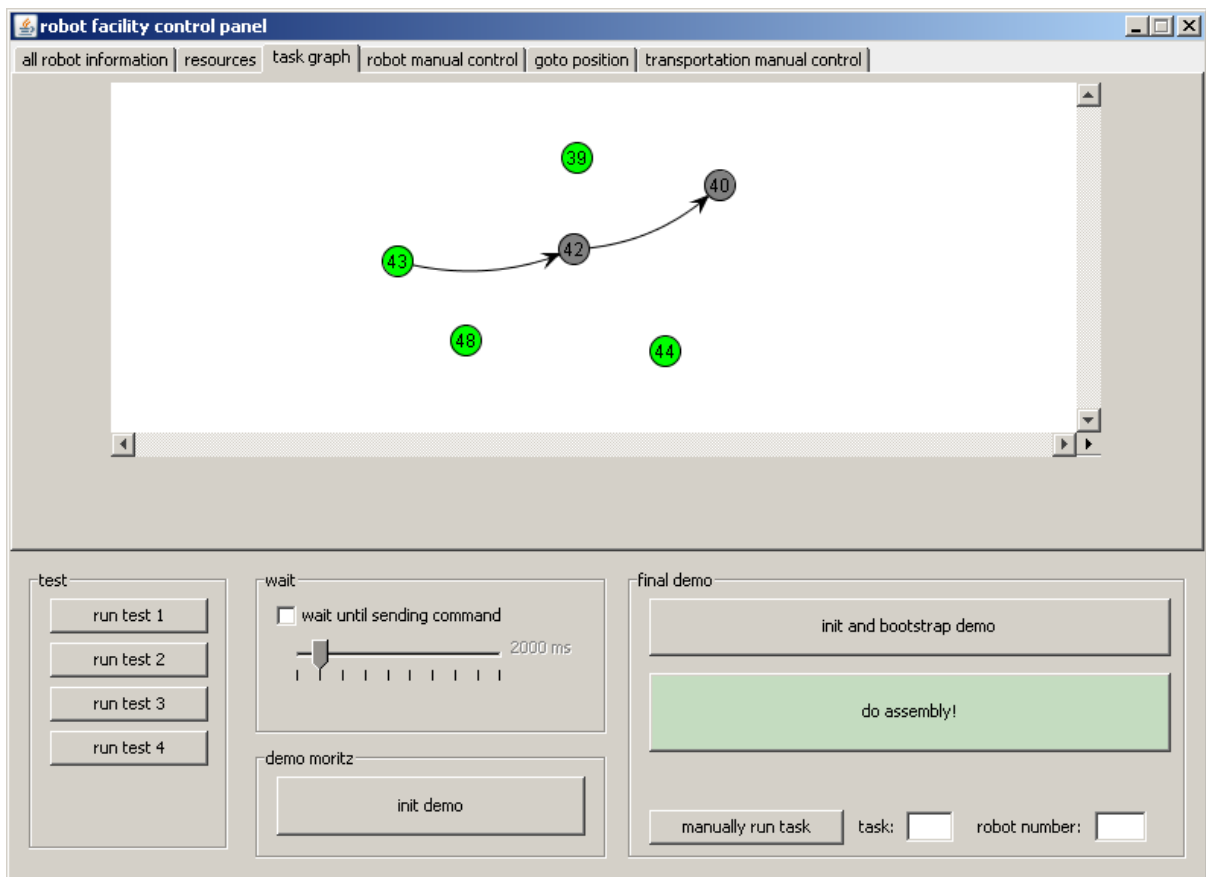 robot facility control panel
all robot information resources task graph robot manual control goto position transportation manual control
39
40
42
43
48
44
test
run test 1
run test 2
run test 3
run test 4
wait
wait until sending command
2000 ms
demo moritz
init demo
final demo
init and bootstrap demo
do assembly!
manually run task task: robot number: